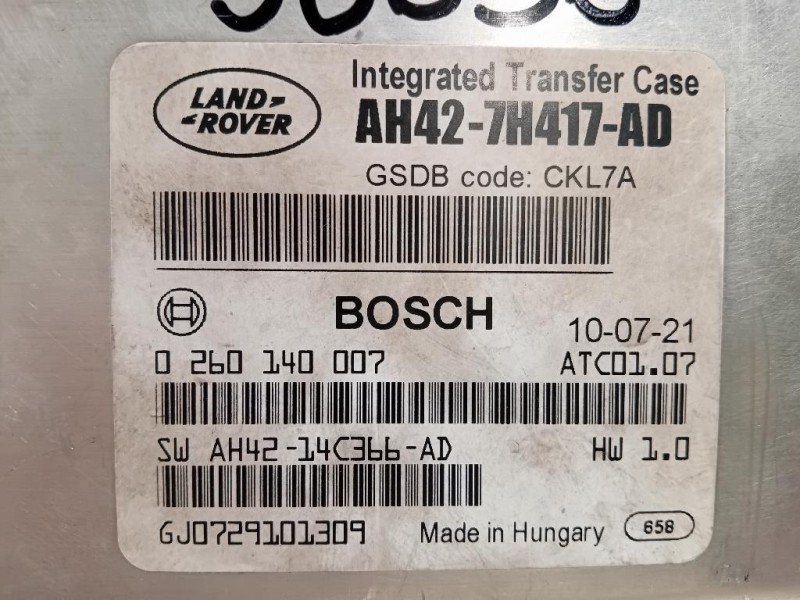 LAND
ROVER
Integrated Transfer Case
AH42-7H417-AD
GSDB code: CKL7A
BOSCH
10-07-21
0 260 140 007
ATC01.07
SW AH42-14C366-AD
HW 1.0
GJ0729101309
Made in Hungary
658